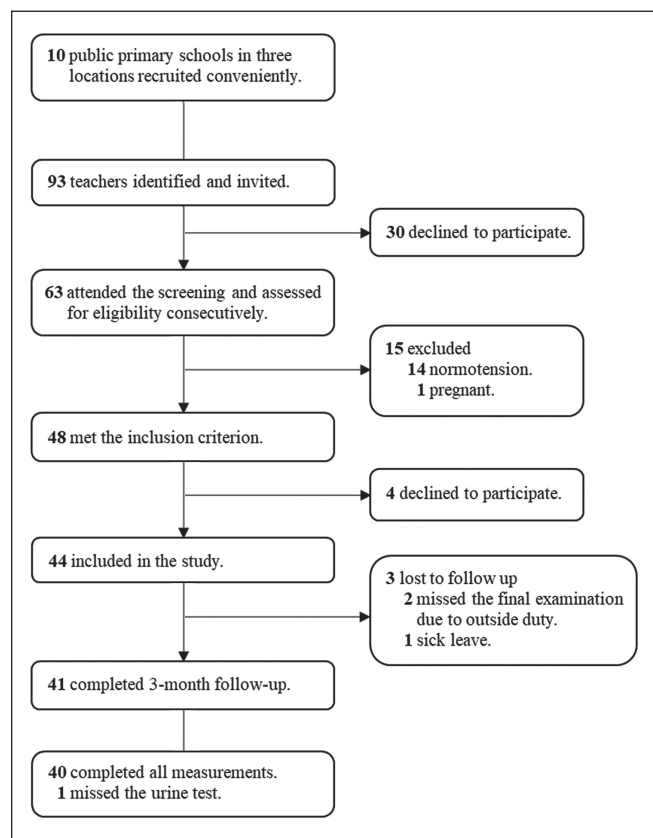 10 public primary schools in three
locations recruited conveniently.
93 teachers identified and invited.
30 declined to participate.
63 attended the screening and assessed
for eligibility consecutively.
15 excluded
14 normotension.
1 pregnant.
48 met the inclusion criterion.
4 declined to participate.
44 included in the study.
3 lost to follow up
2 missed the final examination
due to outside duty.
1 sick leave.
41 completed 3-month follow-up.
40 completed all measurements.
1 missed the urine test.